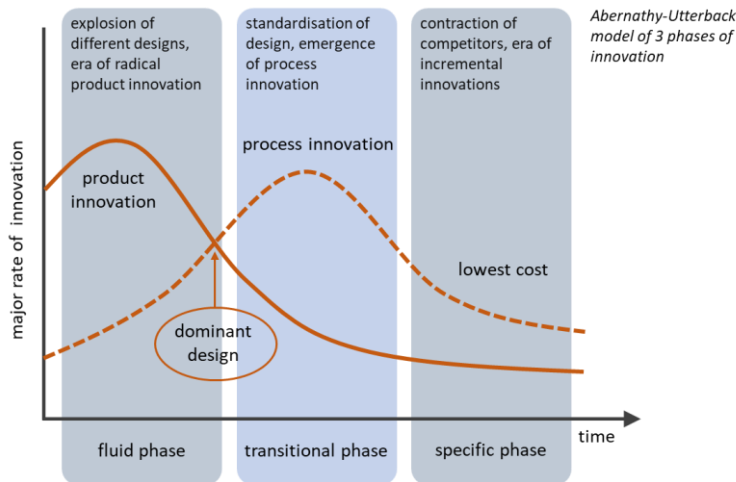 explosion of
different designs,
era of radical
product innovation
standardisation of
design, emergence
of process
innovation
contraction of
competitors, era of
incremental
innovations
Abernathy-Utterback
model of 3 phases of
innovation
major rate of innovation
product
innovation
process innovation
lowest cost
dominant
design
time
fluid phase
transitional phase
specific phase